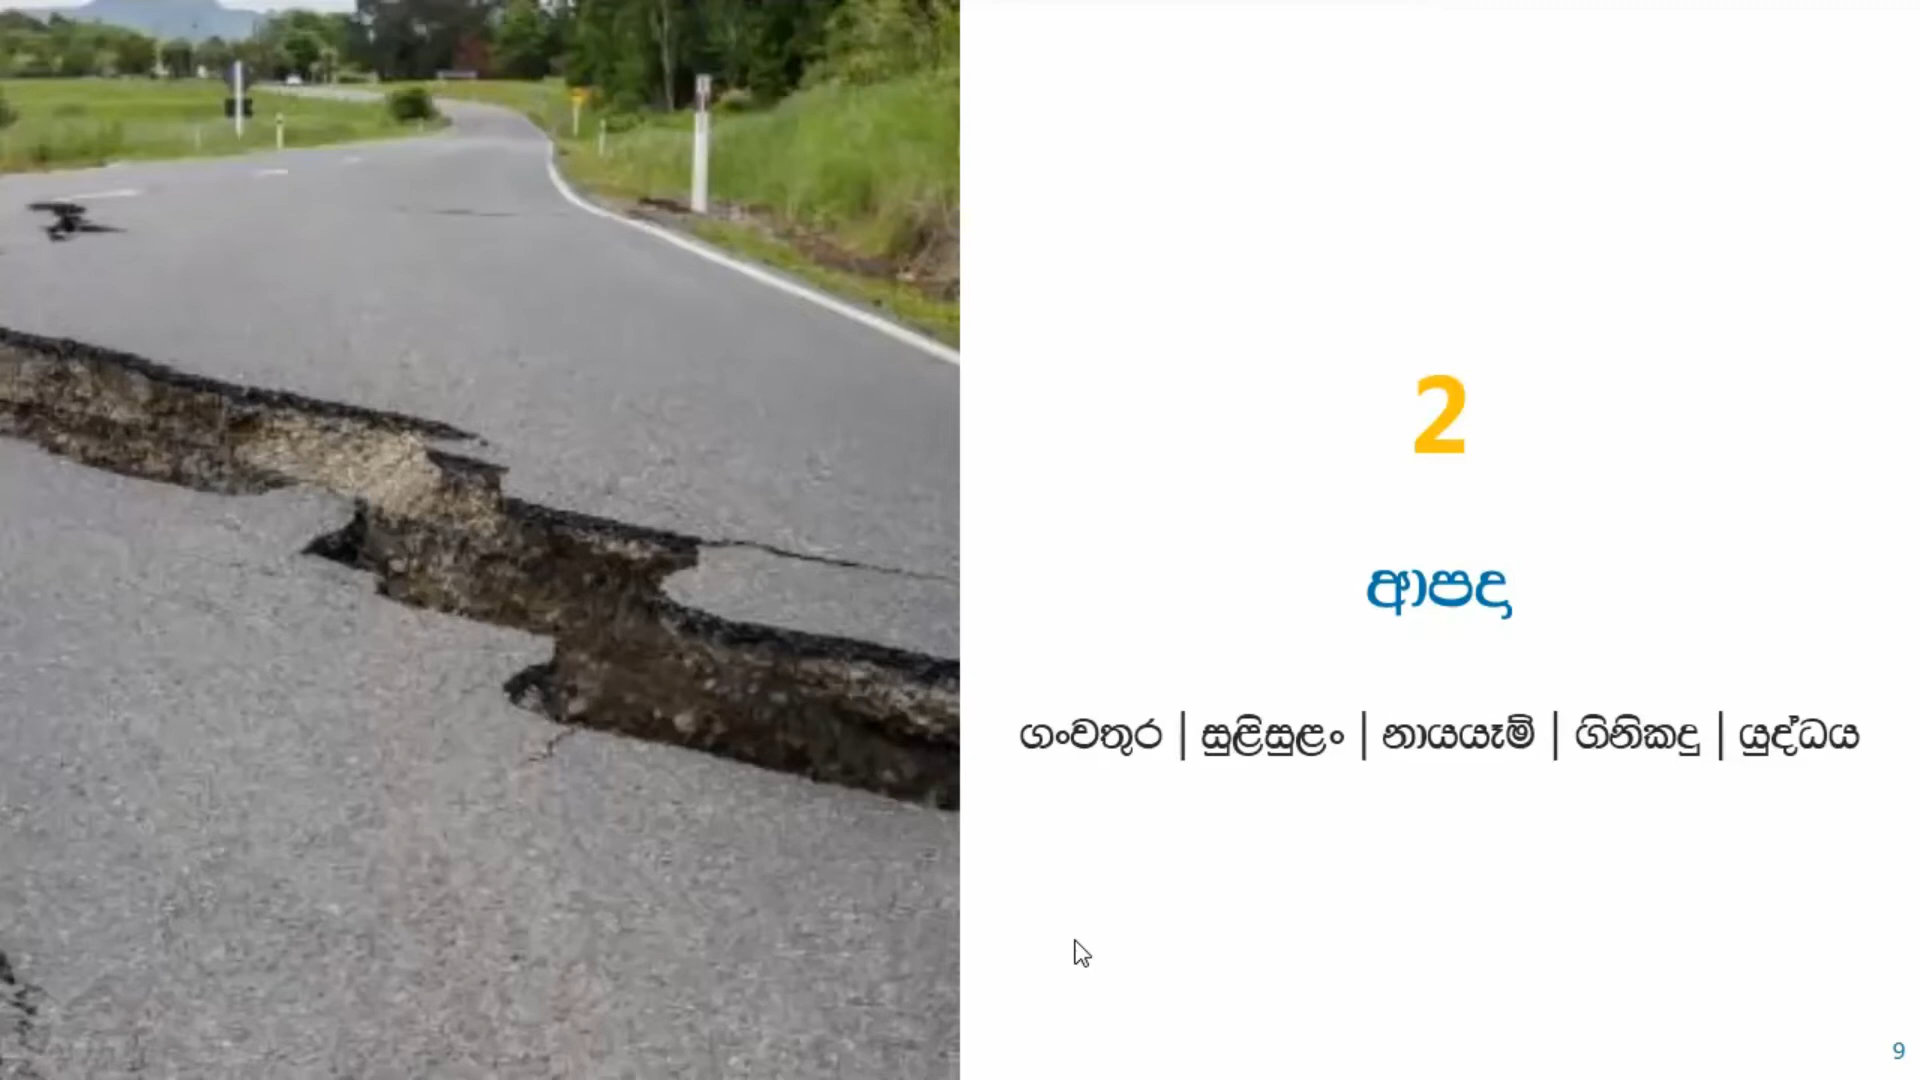 2
ආපදා
ගංවතුර | සුළිසුළං | නායයෑම් | ගිනිකඳු | යුද්ධය
9